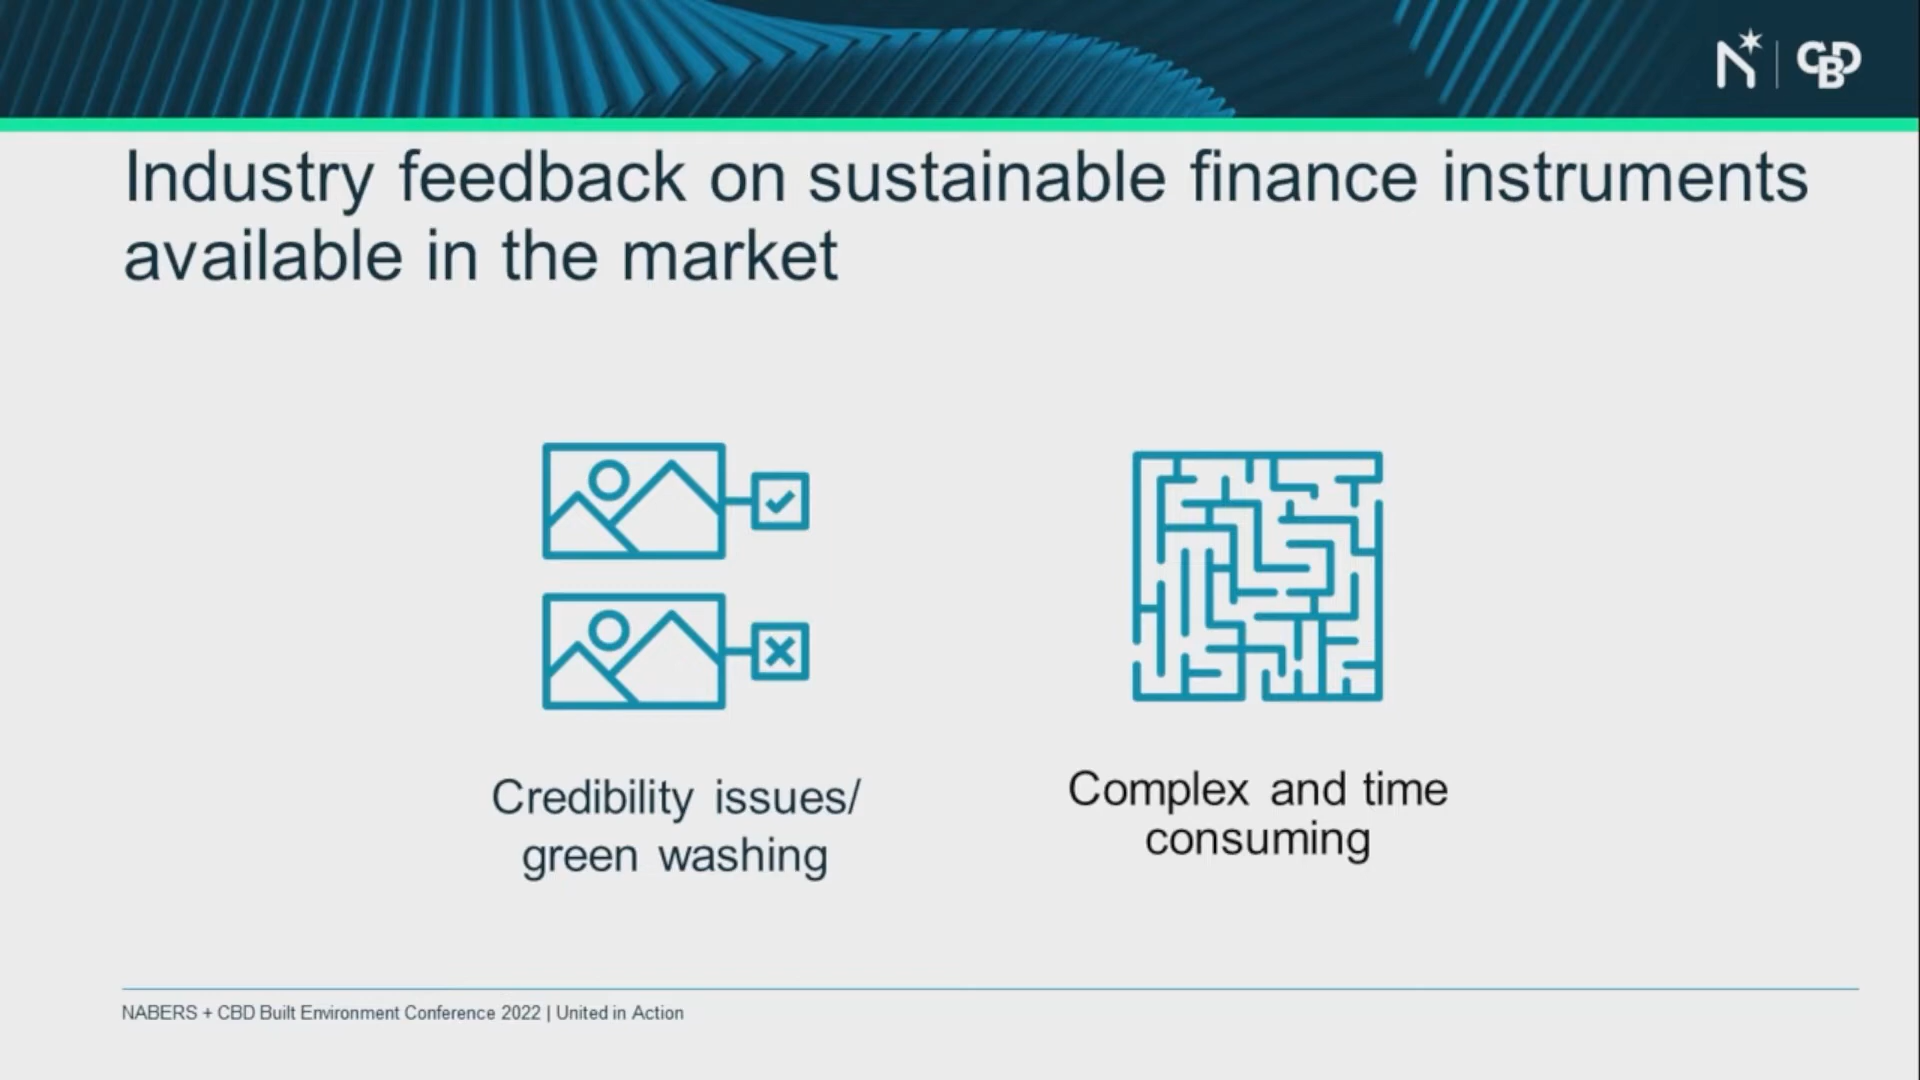 CBD
Industry feedback on sustainable finance instruments
available in the market
Credibility issues/
green washing
Complex and time
consuming
NABERS + CBD Built Environment Conference 2022 | United in Action